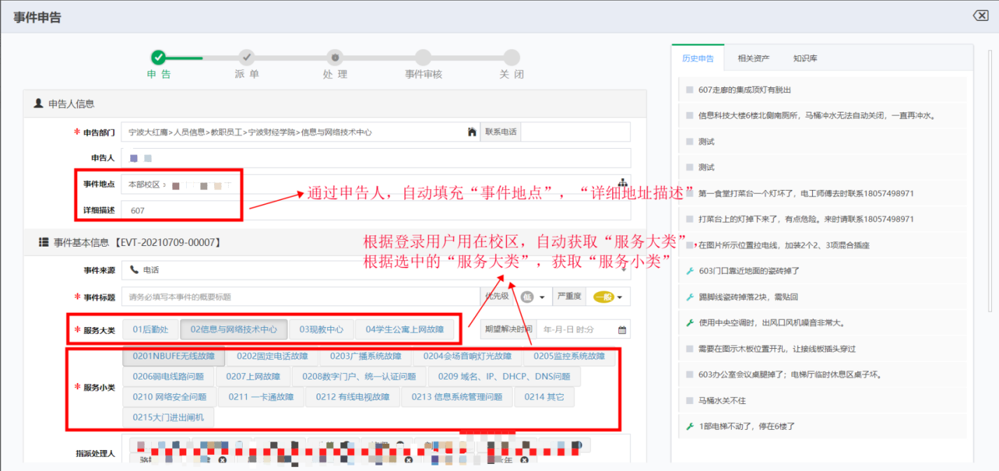 事件申告
申告
派单
处理
事件审核
关闭
申告人信息
* 申告部门 宁波大红鹰>人员信息>教职员工>宁波财经学院>信息与网络技术中心 联系电话
申告人
事件地点 本部校区 >
详细描述 607
通过申告人，自动填充“事件地点”，“详细地址描述”
事件基本信息 【EVT-20210709-00007】
根据登录用户用在校区，自动获取“服务大类”，
根据选中的“服务大类”，获取“服务小类”
事件来源 电话
* 事件标题 请务必填写本事件的概要标题 优先级 低 严重度 一般
* 服务大类 01后勤处 02信息与网络技术中心 03现教中心 04学生公寓上网故障 期望解决时间 年-月-日 时:分
* 服务小类
0201NBUFE无线故障 0202固定电话故障 0203广播系统故障 0204会场音响灯光故障 0205监控系统故障
0206弱电线路问题 0207上网故障 0208数字门户、统一认证问题 0209 域名、IP、DHCP、DNS问题
0210 网络安全问题 0211 一卡通故障 0212 有线电视故障 0213 信息系统管理问题 0214 其它
0215大门进出闸机
指派处理人
历史申告 相关资产 知识库
607走廊的集成顶灯有脱出
信息科技大楼6楼北侧南厕所，马桶冲水无法自动关闭，一直再冲水。
测试
测试
第一食堂打菜台一个灯坏了，电工师傅去时联系18057498971
打菜台上的灯掉下来了，有点危险。来时请联系18057498971
在图片所示位置拉电线，加装2个2、3项混合插座
603门口靠近地面的瓷砖掉了
踢脚线瓷砖掉落2块，需贴回
使用中央空调时，出风口风机噪音非常大。
需要在图示木板位置开孔，让接线板插头穿过
603办公室会议桌腿掉了；电梯厅临时休息区桌子坏。
马桶水关不住
1部电梯不动了，停在6楼了